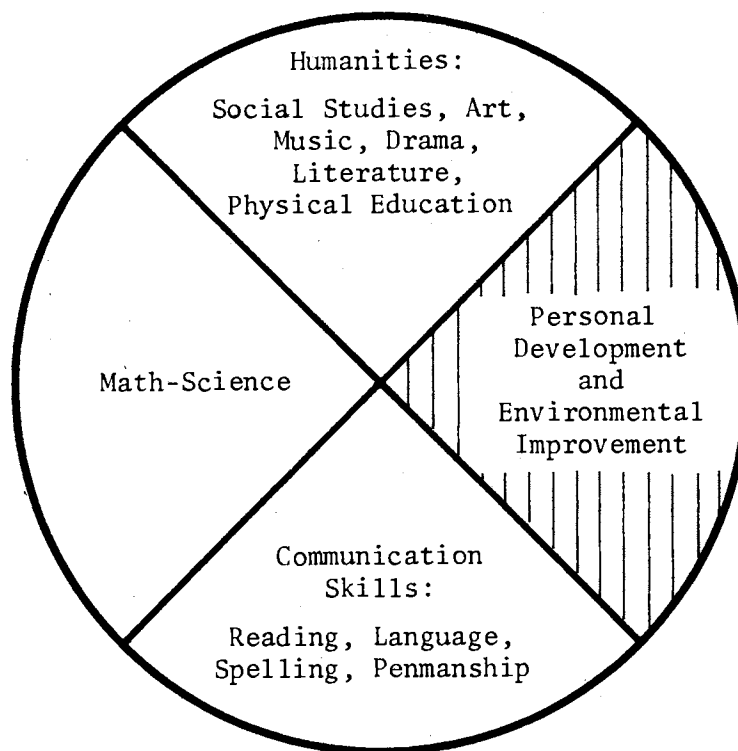 Humanities:
Social Studies, Art,
Music, Drama,
Literature,
Physical Education
Math-Science
Personal
Development
and
Environmental
Improvement
Communication
Skills:
Reading, Language,
Spelling, Penmanship